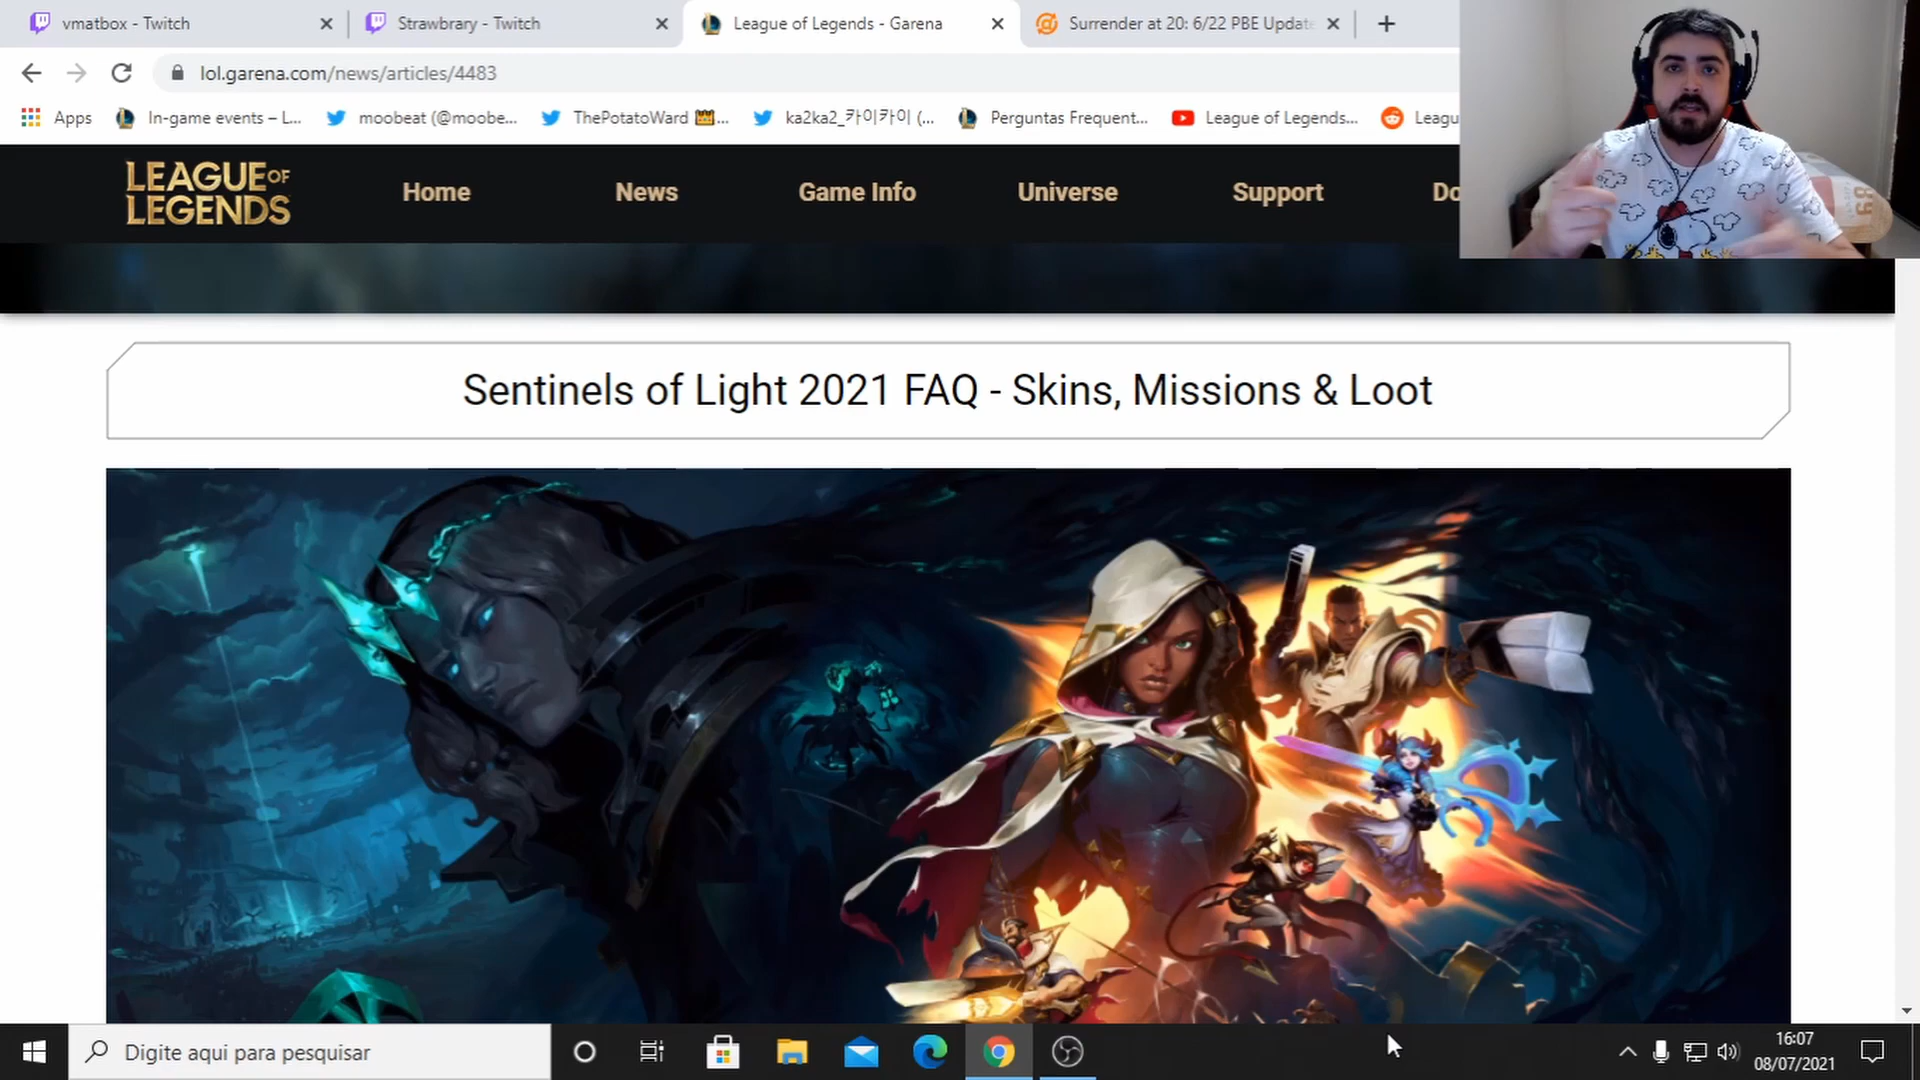 vmatbox - Twitch
Strawbrary - Twitch
League of Legends - Garena
Surrender at 20: 6/22 PBE Update
lol.garena.com/news/articles/4483
Apps
In-game events – L...
moobeat (@moobe...
ThePotatoWard 👑...
ka2ka2_카이카이 (...
Perguntas Frequent...
League of Legends...
Leagu
LEAGUE OF
LEGENDS
Home
News
Game Info
Universe
Support
Do
Sentinels of Light 2021 FAQ - Skins, Missions & Loot
Digite aqui para pesquisar
16:07
08/07/2021